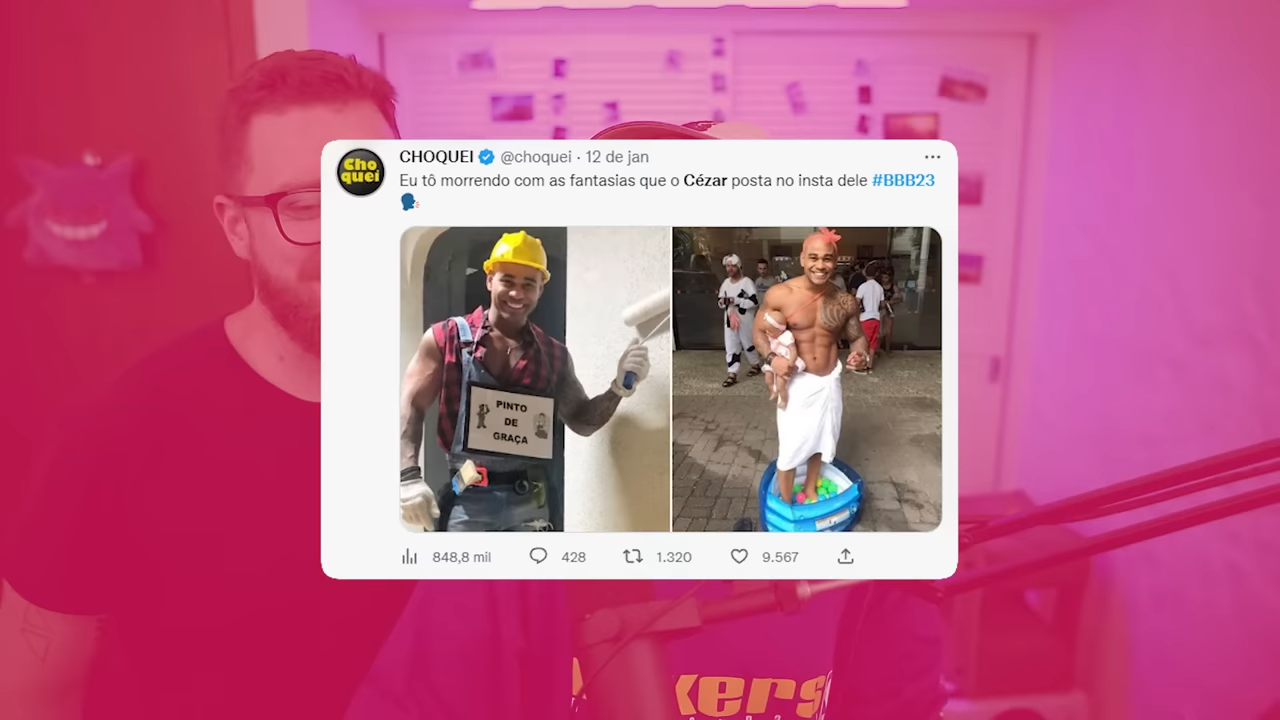 Cho
quei
CHOQUEI @choquei · 12 de jan
Eu tô morrendo com as fantasias que o Cézar posta no insta dele #BBB23
PINTO
DE
GRAÇA
848,8 mil 428 1.320 9.567
kers